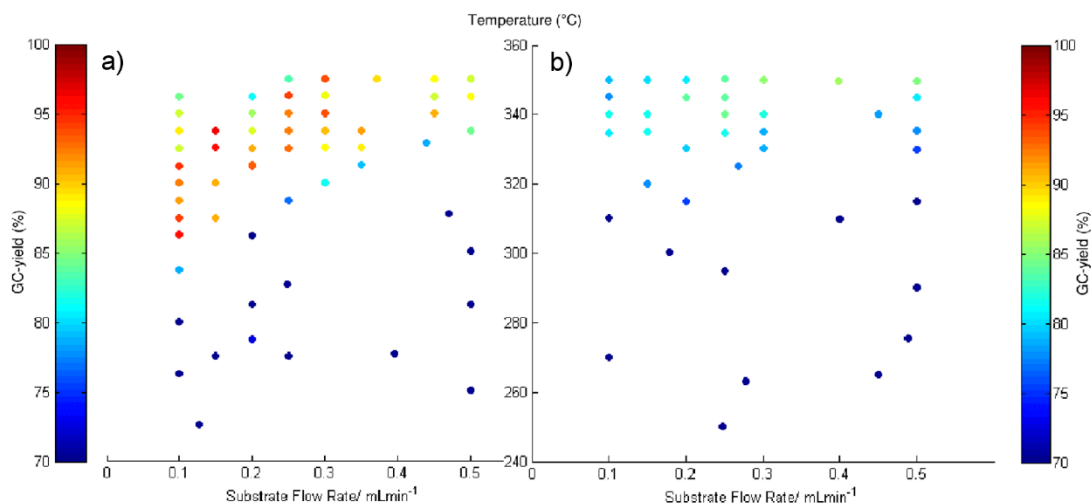 Temperature (°C)
a)
b)
100
95
90
85
80
75
70
GC-yield (%)
360
340
320
300
280
260
240
100
95
90
85
80
75
70
GC-yield (%)
0 0.1 0.2 0.3 0.4 0.5
0 0.1 0.2 0.3 0.4 0.5
Substrate Flow Rate/ mLmin⁻¹
Substrate Flow Rate/ mLmin⁻¹